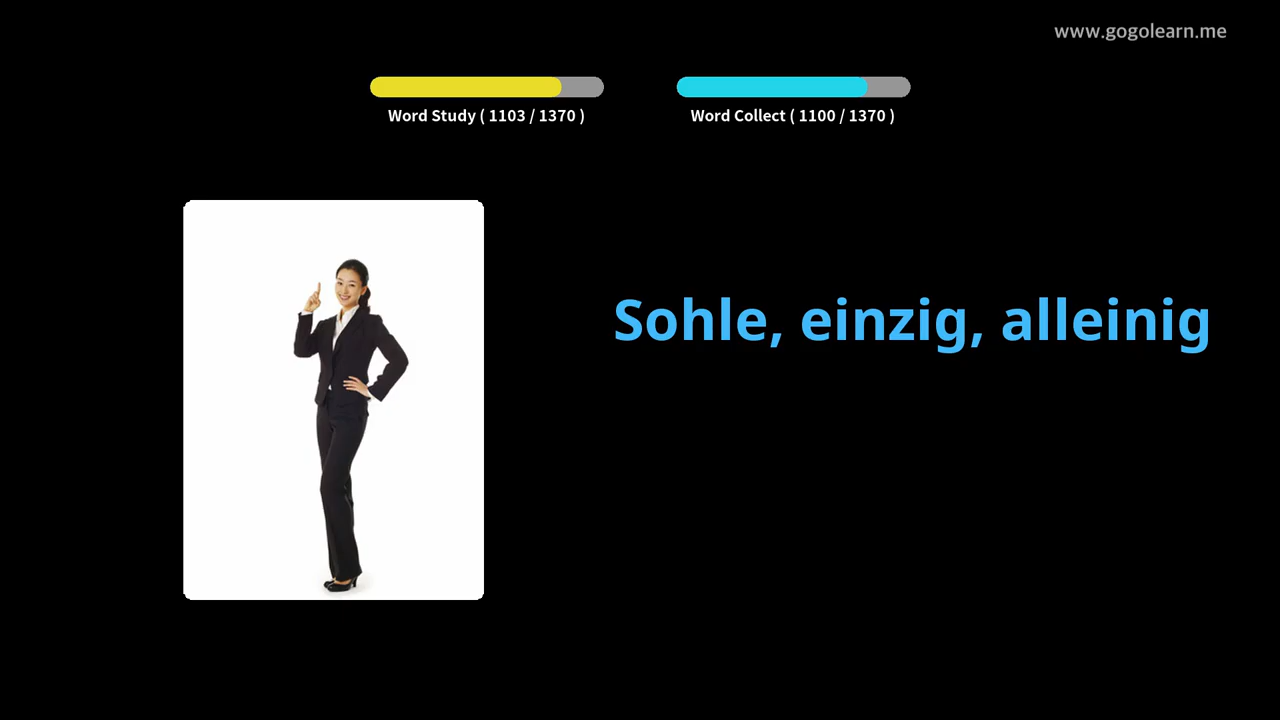 www.gogolearn.me
Word Study ( 1103 / 1370 )
Word Collect ( 1100 / 1370 )
Sohle, einzig, alleinig